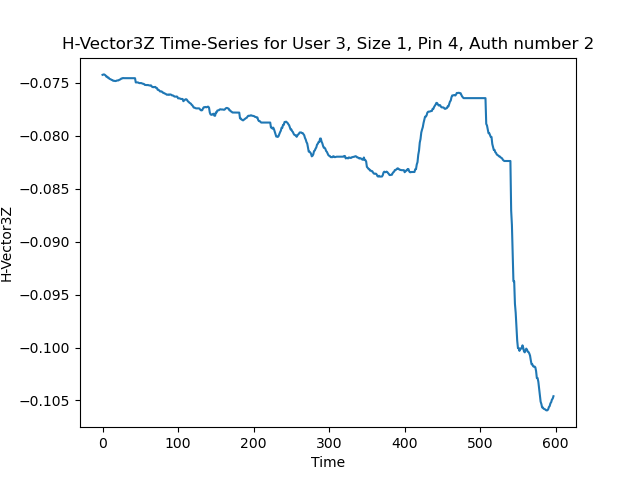 H-Vector3Z Time-Series for User 3, Size 1, Pin 4, Auth number 2
H-Vector3Z
−0.075
−0.080
−0.085
−0.090
−0.095
−0.100
−0.105
0 100 200 300 400 500 600
Time